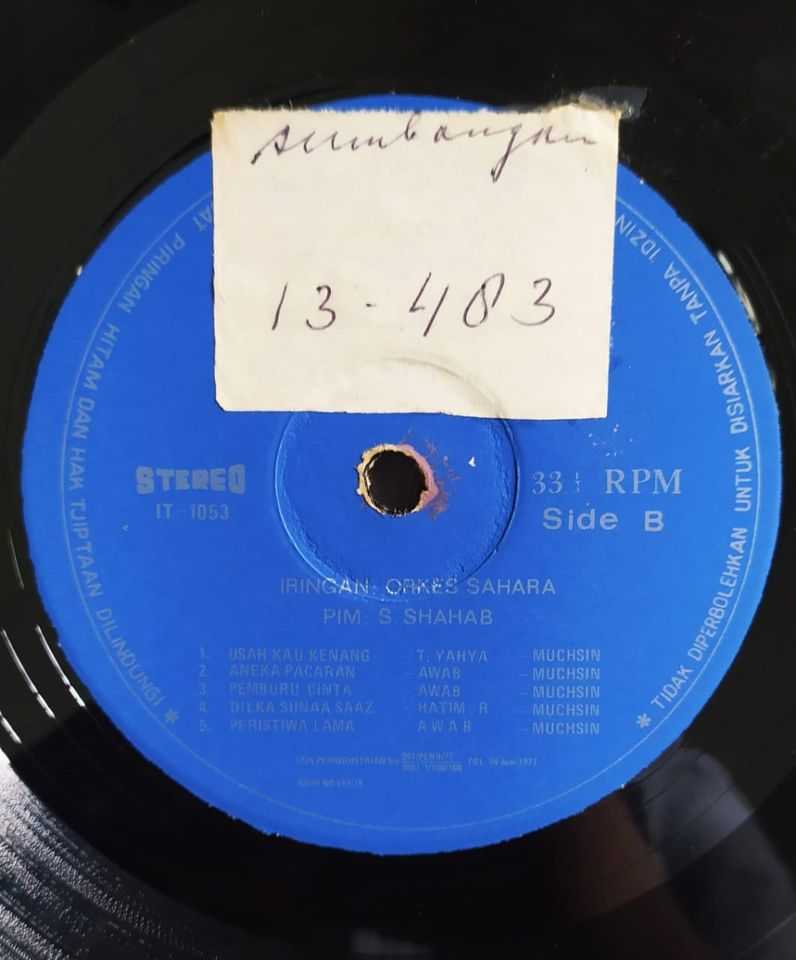 sumbangan
13-483
AT PIRINGAN HITAM DAN HAK TJIPTAAN DILINDUNGI *
* TIDAK DIPERBOLEHKAN UNTUK DISIARKAN TANPA IDZIN
STEREO
IT-1053
33⅓ RPM
Side B
IRINGAN: ORKES SAHARA
PIM: S. SHAHAB
1. USAH KAU KENANG - T. YAHYA - MUCHSIN
2. ANEKA PACARAN - AWAB - MUCHSIN
3. PEMBURU CINTA - AWAB - MUCHSIN
4. DILKA SUNAA SAAZ - HATIM. R - MUCHSIN
5. PERISTIWA LAMA - AWAB - MUCHSIN